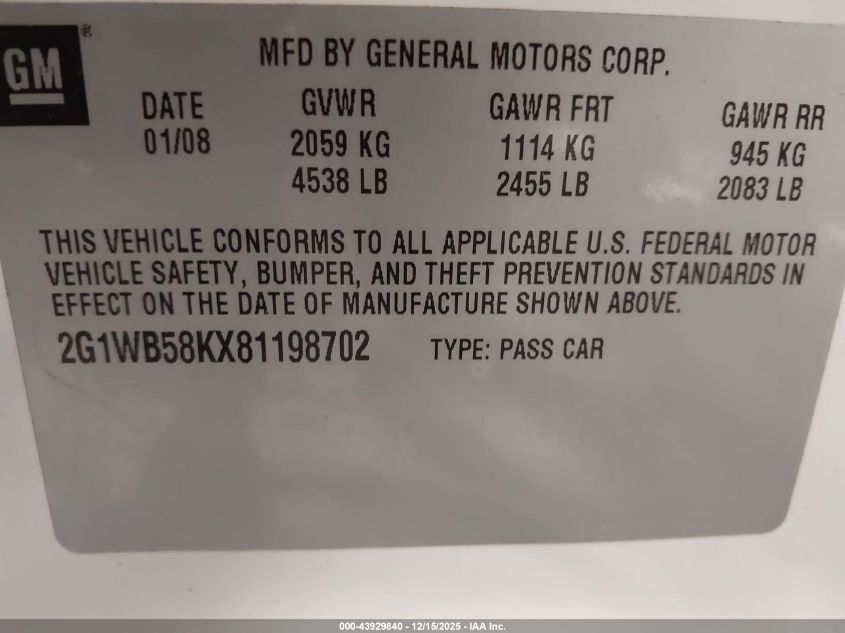 GM ®
MFD BY GENERAL MOTORS CORP.
DATE GVWR GAWR FRT GAWR RR
01/08 2059 KG 1114 KG 945 KG
4538 LB 2455 LB 2083 LB
THIS VEHICLE CONFORMS TO ALL APPLICABLE U.S. FEDERAL MOTOR
VEHICLE SAFETY, BUMPER, AND THEFT PREVENTION STANDARDS IN
EFFECT ON THE DATE OF MANUFACTURE SHOWN ABOVE.
2G1WB58KX81198702 TYPE: PASS CAR
000-43929840 - 12/15/2025 - IAA Inc.